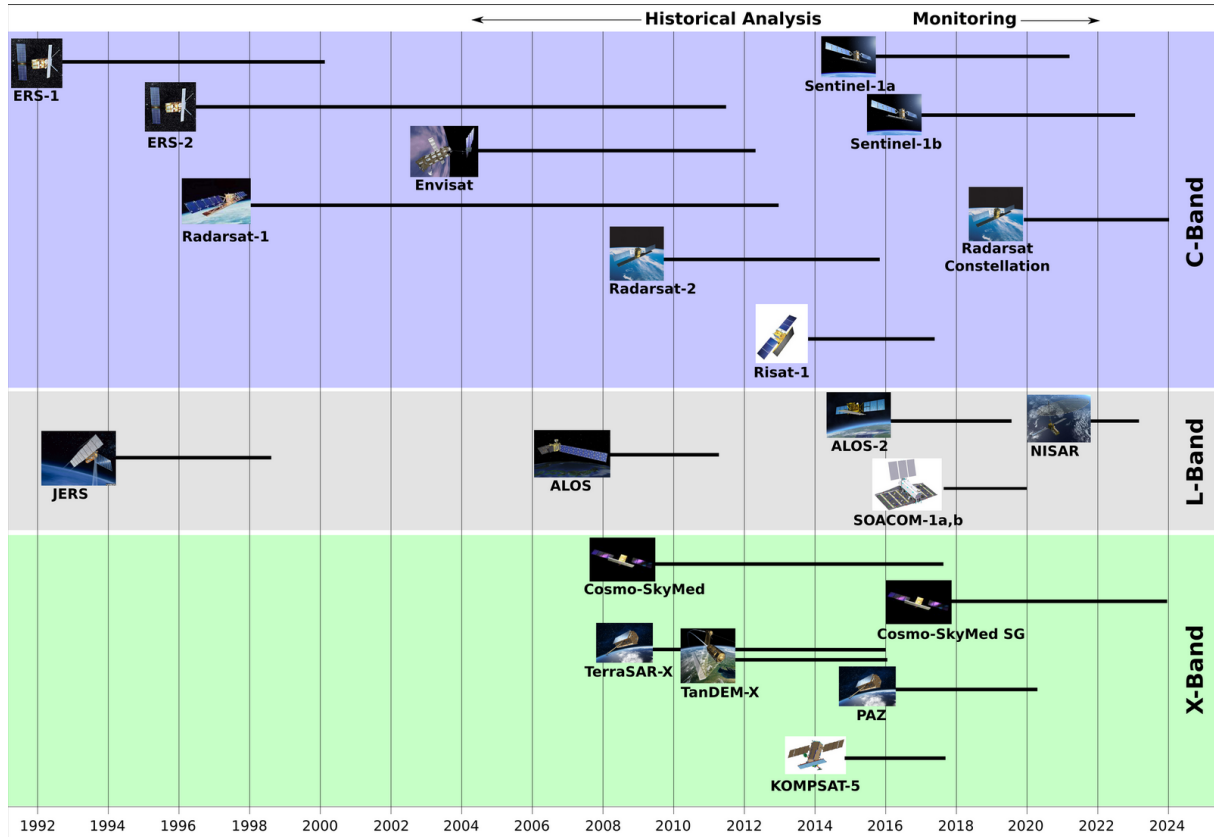 Historical Analysis
Monitoring
ERS-1
ERS-2
Envisat
Radarsat-1
Radarsat-2
Risat-1
Sentinel-1a
Sentinel-1b
Radarsat
Constellation
C-Band
JERS
ALOS
ALOS-2
NISAR
SOACOM-1a,b
L-Band
Cosmo-SkyMed
Cosmo-SkyMed SG
TerraSAR-X
TanDEM-X
PAZ
KOMPSAT-5
X-Band
1992 1994 1996 1998 2000 2002 2004 2006 2008 2010 2012 2014 2016 2018 2020 2022 2024